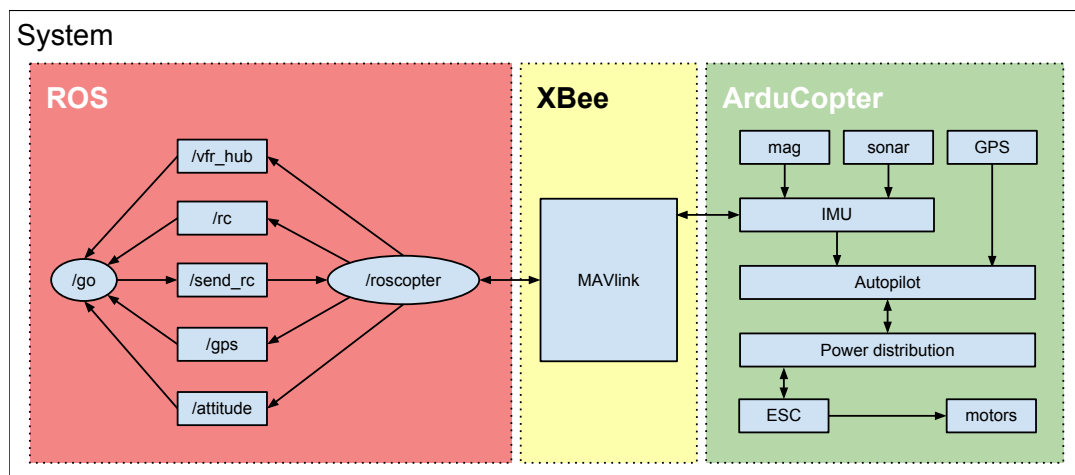 System
ROS
XBee
ArduCopter
/vfr_hub
/rc
/go
/send_rc
/roscopter
/gps
/attitude
MAVlink
mag
sonar
GPS
IMU
Autopilot
Power distribution
ESC
motors